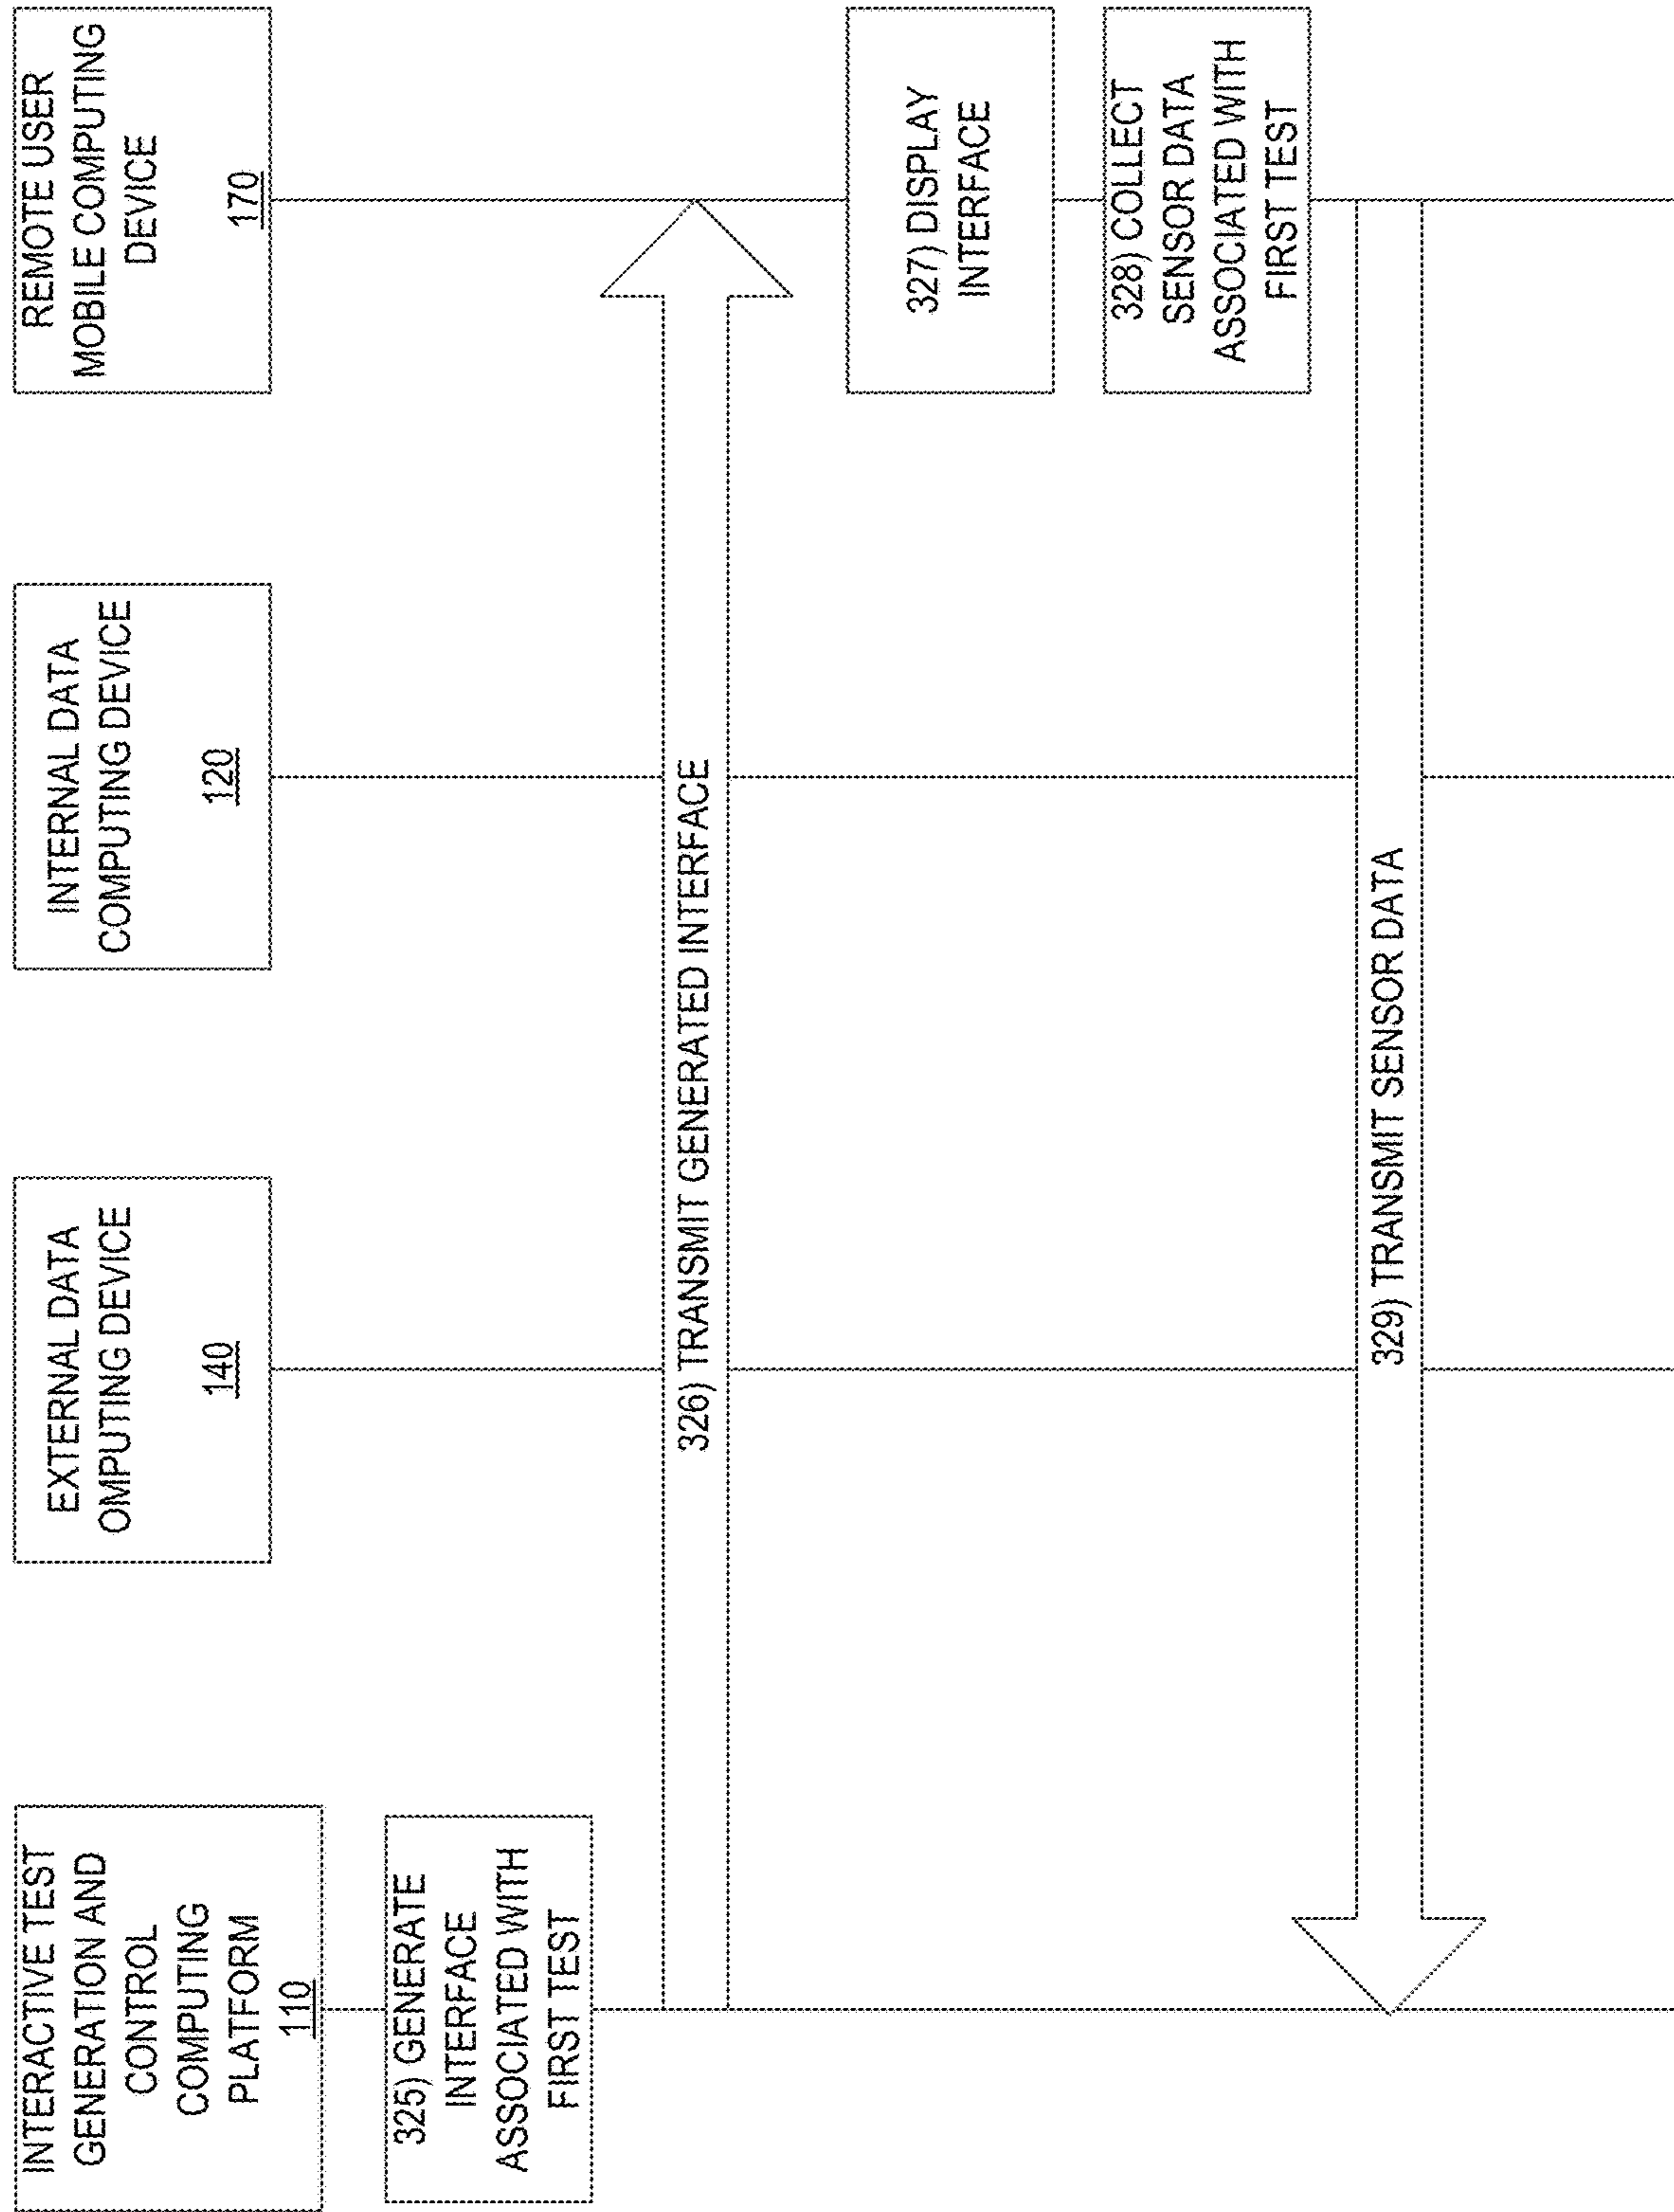 INTERACTIVE TEST
GENERATION AND
CONTROL
COMPUTING
PLATFORM
110
EXTERNAL DATA
OMPUTING DEVICE
140
INTERNAL DATA
COMPUTING DEVICE
120
REMOTE USER
MOBILE COMPUTING
DEVICE
170
325) GENERATE
INTERFACE
ASSOCIATED WITH
FIRST TEST
326) TRANSMIT GENERATED INTERFACE
327) DISPLAY
INTERFACE
328) COLLECT
SENSOR DATA
ASSOCIATED WITH
FIRST TEST
329) TRANSMIT SENSOR DATA